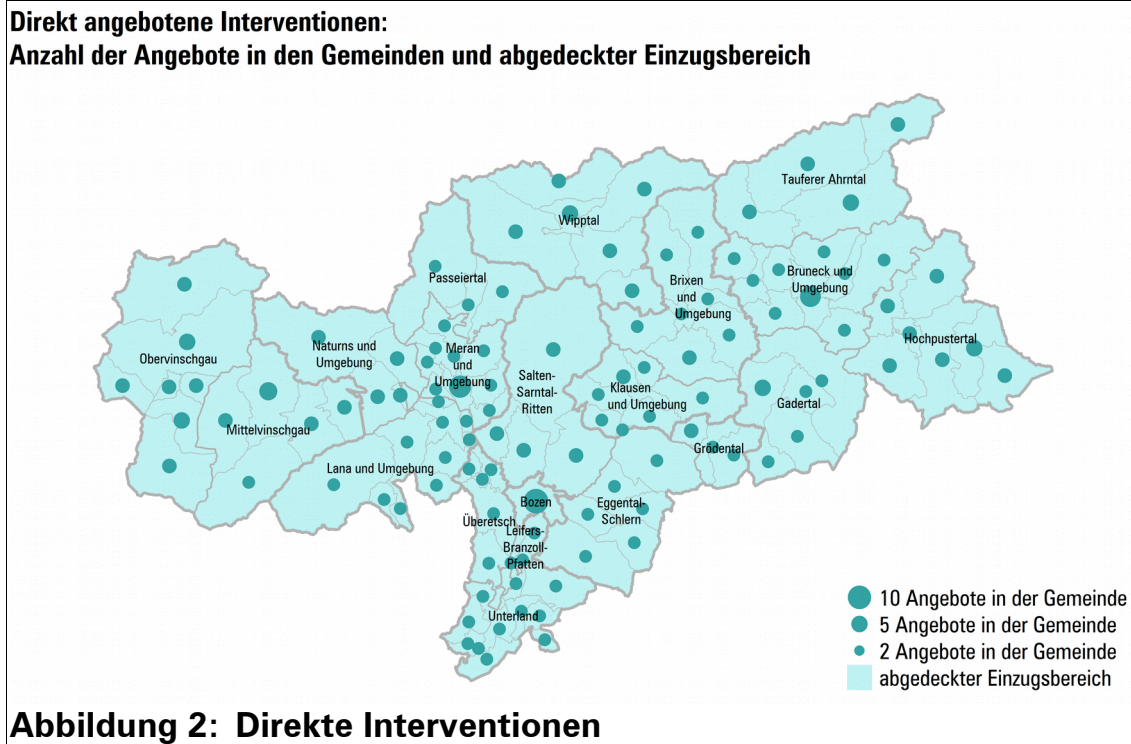 Direkt angebotene Interventionen:
Anzahl der Angebote in den Gemeinden und abgedeckter Einzugsbereich
Tauferer Ahrntal
Wipptal
Passeiertal
Brixen
und
Umgebung
Bruneck und
Umgebung
Hochpustertal
Obervinschgau
Naturns und
Umgebung
Meran
und
Umgebung
Salten-
Sarntal-
Ritten
Klausen
und Umgebung
Gadertal
Mittelvinschgau
Grödental
Lana und Umgebung
Bozen
Eggental-
Schlern
Überetsch
Leifers-
Branzoll-
Pfatten
Unterland
10 Angebote in der Gemeinde
5 Angebote in der Gemeinde
2 Angebote in der Gemeinde
abgedeckter Einzugsbereich
Abbildung 2: Direkte Interventionen